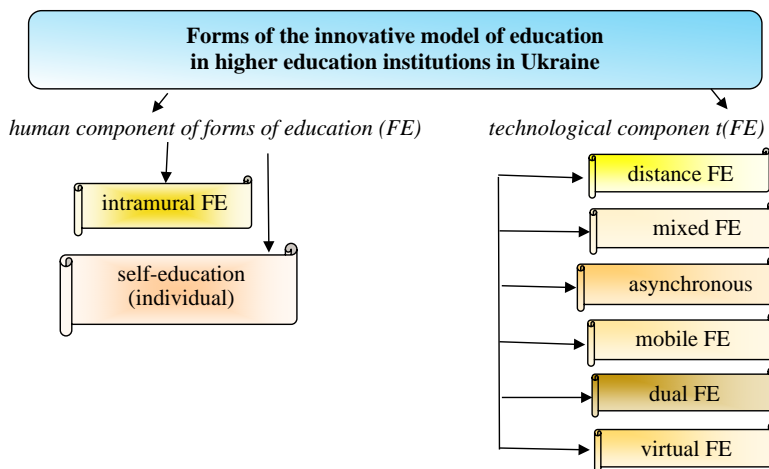 Forms of the innovative model of education
in higher education institutions in Ukraine
human component of forms of education (FE)
technological componen t(FE)
intramural FE
self-education
(individual)
distance FE
mixed FE
asynchronous
mobile FE
dual FE
virtual FE